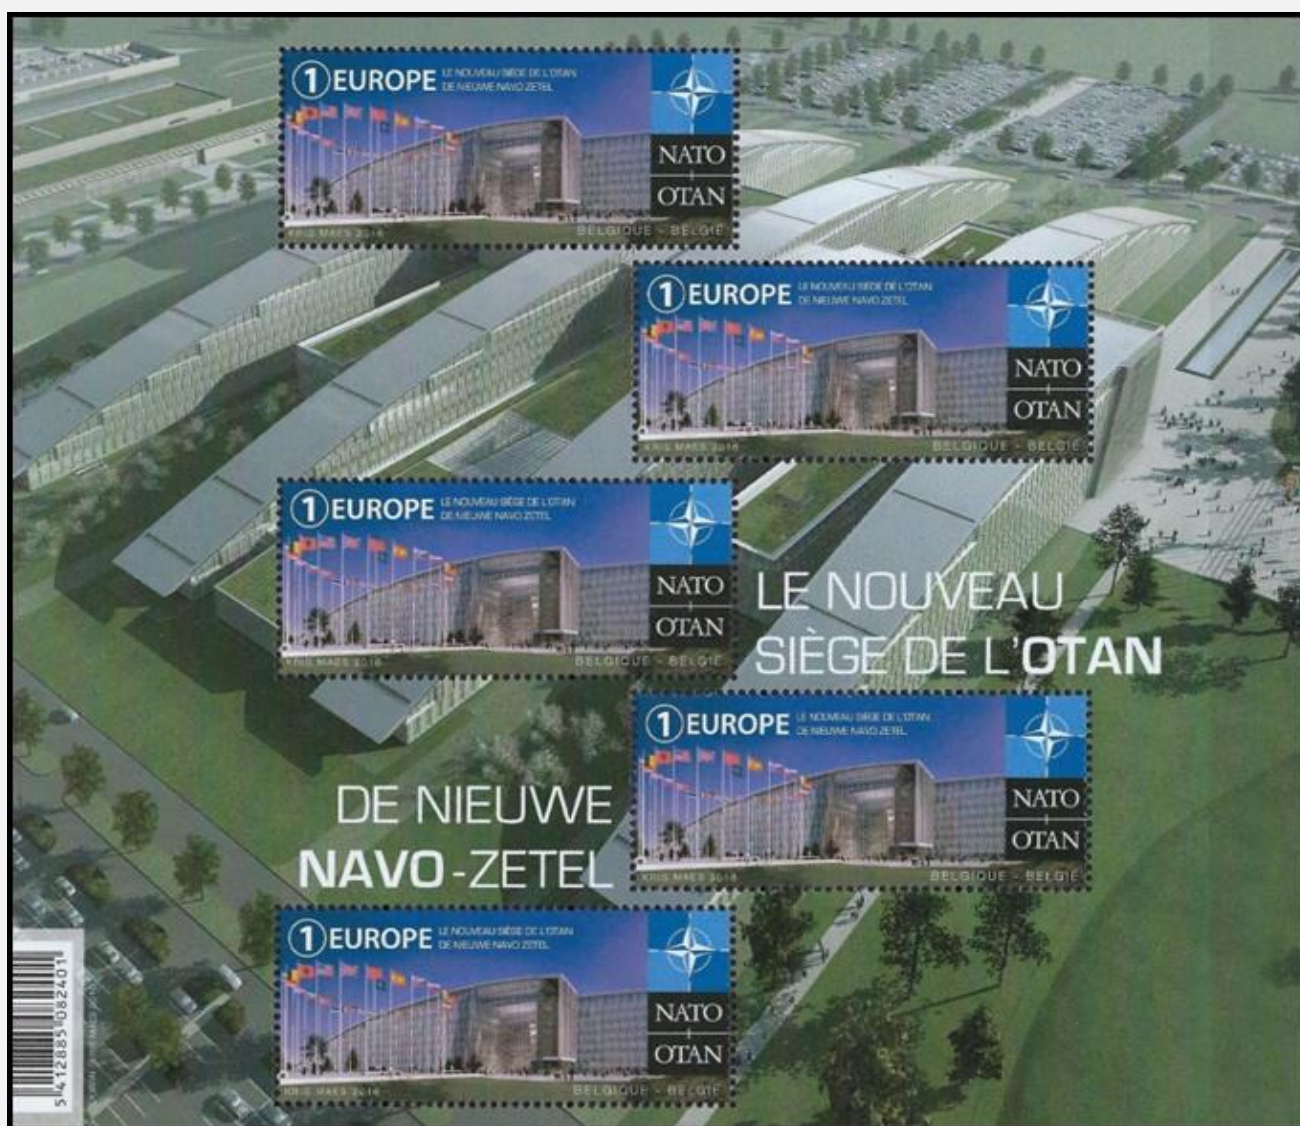 1 EUROPE LE NOUVEAU SIÈGE DE L'OTAN
DE NIEUWE NAVO ZETEL
NATO
OTAN
KRIS MAES 2016 BELGIQUE - BELGIË
1 EUROPE LE NOUVEAU SIÈGE DE L'OTAN
DE NIEUWE NAVO ZETEL
NATO
OTAN
KRIS MAES 2016 BELGIQUE - BELGIË
1 EUROPE LE NOUVEAU SIÈGE DE L'OTAN
DE NIEUWE NAVO ZETEL
NATO
OTAN
KRIS MAES 2016 BELGIQUE - BELGIË
LE NOUVEAU
SIÈGE DE L'OTAN
1 EUROPE LE NOUVEAU SIÈGE DE L'OTAN
DE NIEUWE NAVO ZETEL
NATO
OTAN
KRIS MAES 2016 BELGIQUE - BELGIË
DE NIEUWE
NAVO-ZETEL
1 EUROPE LE NOUVEAU SIÈGE DE L'OTAN
DE NIEUWE NAVO ZETEL
NATO
OTAN
KRIS MAES 2016 BELGIQUE - BELGIË
5 412885 082401